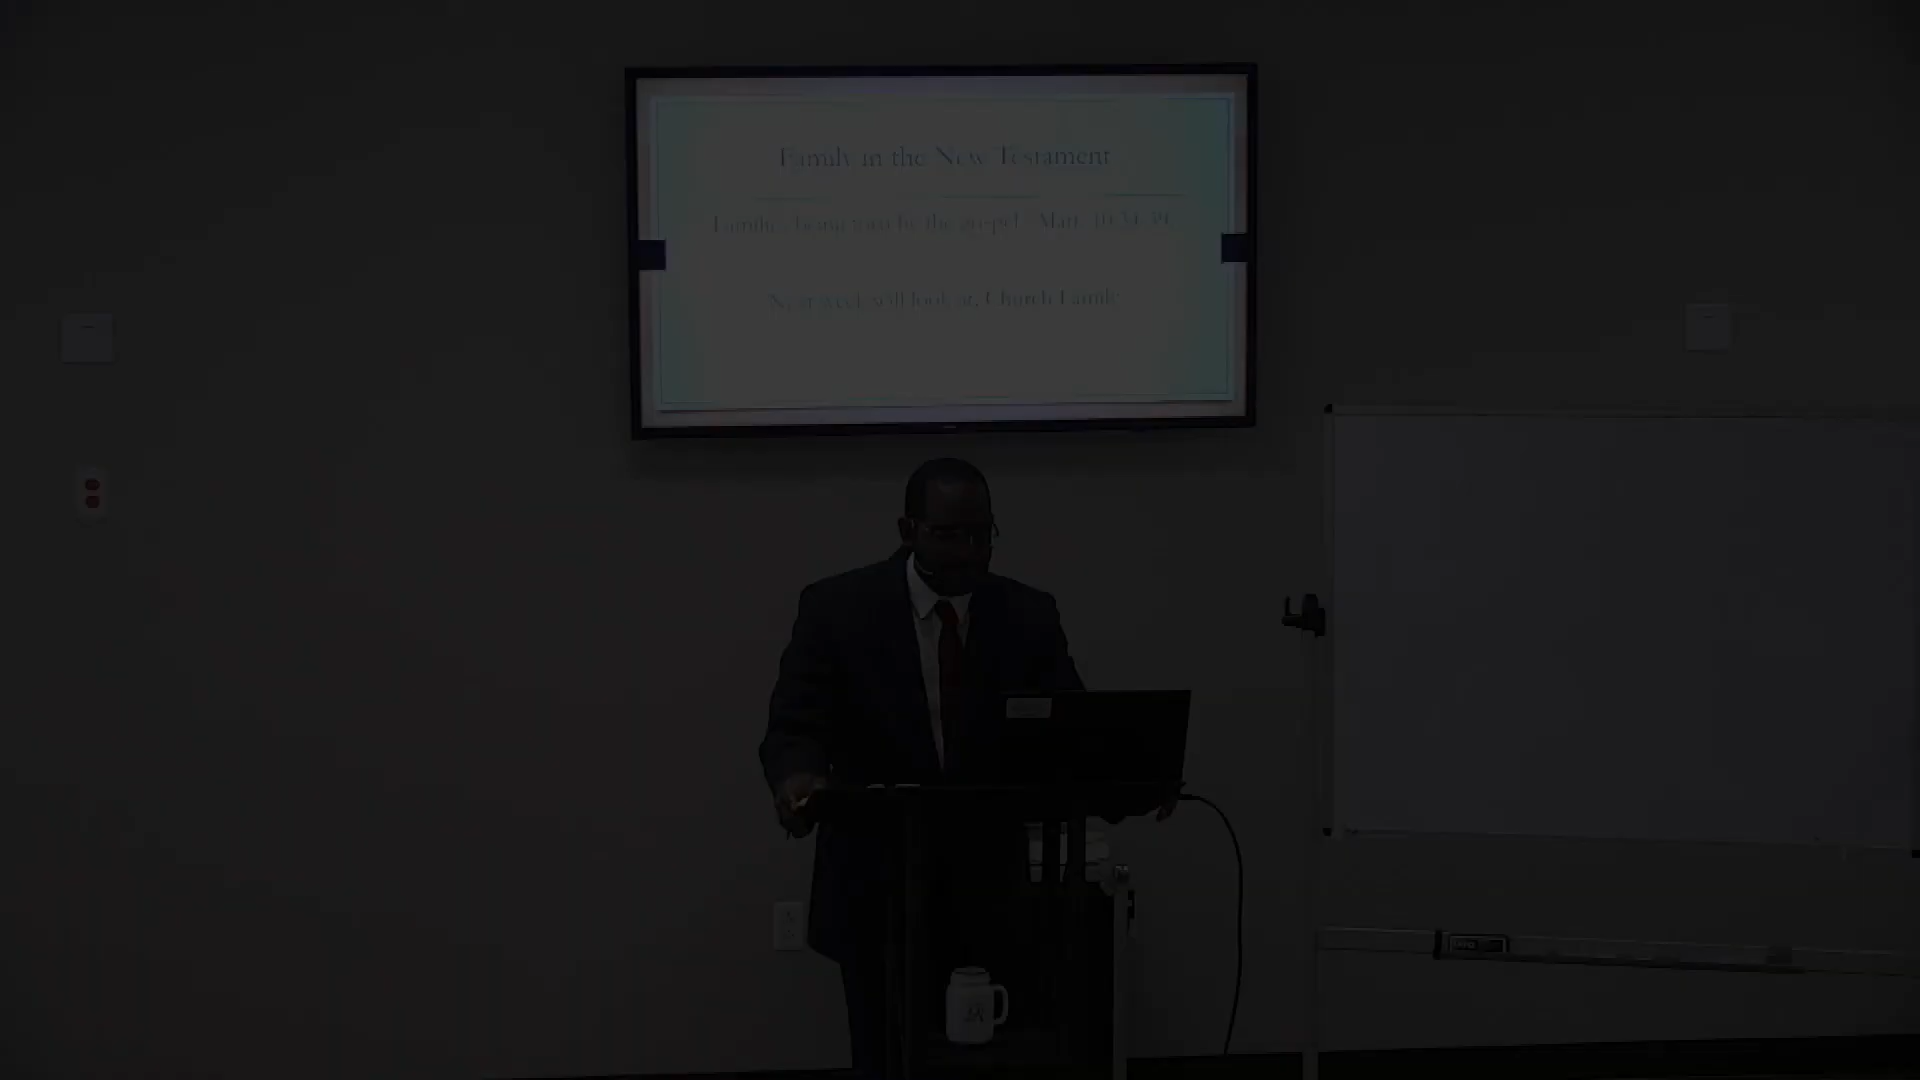 Family in the New Testament
Families being torn by the gospel Matt. 10:34-39
Next week will look at, Church Family